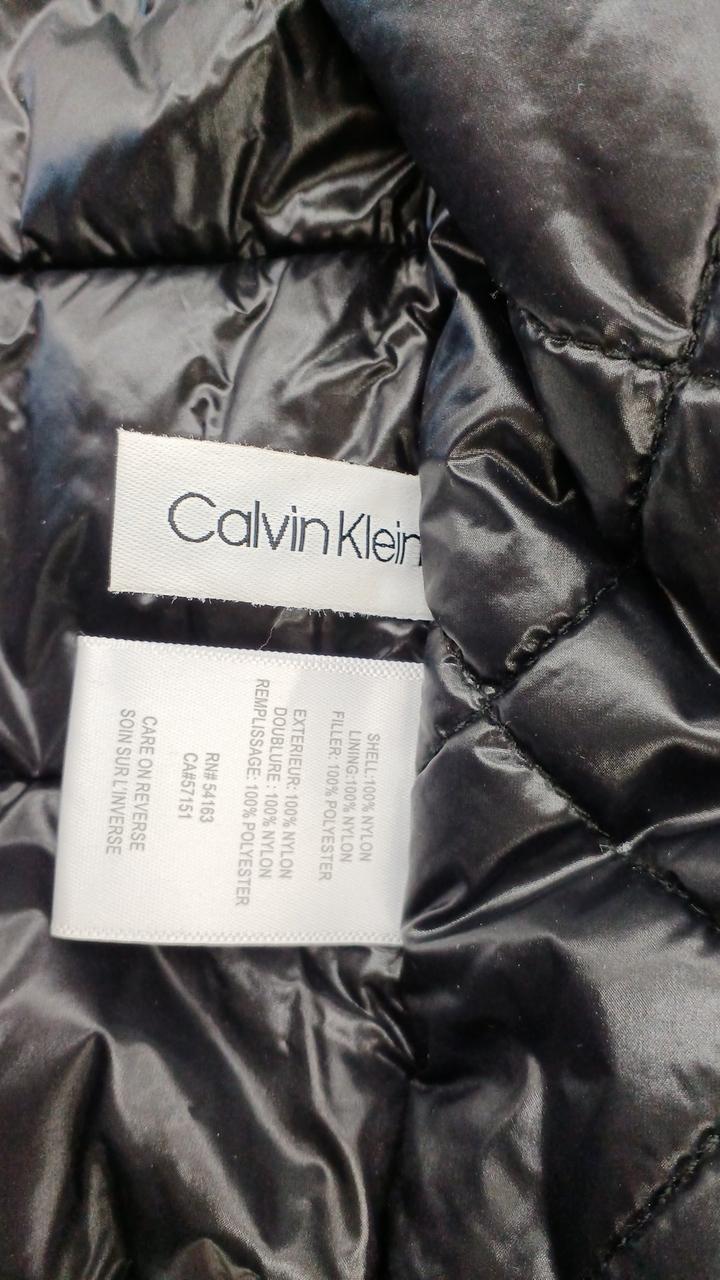 Calvin Klein
SHELL:100% NYLON
LINING:100% NYLON
FILLER: 100% POLYESTER
EXTERIEUR: 100% NYLON
DOUBLURE : 100% NYLON
REMPLISSAGE: 100% POLYESTER
RN# 54163
CA#57151
CARE ON REVERSE
SOIN SUR L'INVERSE